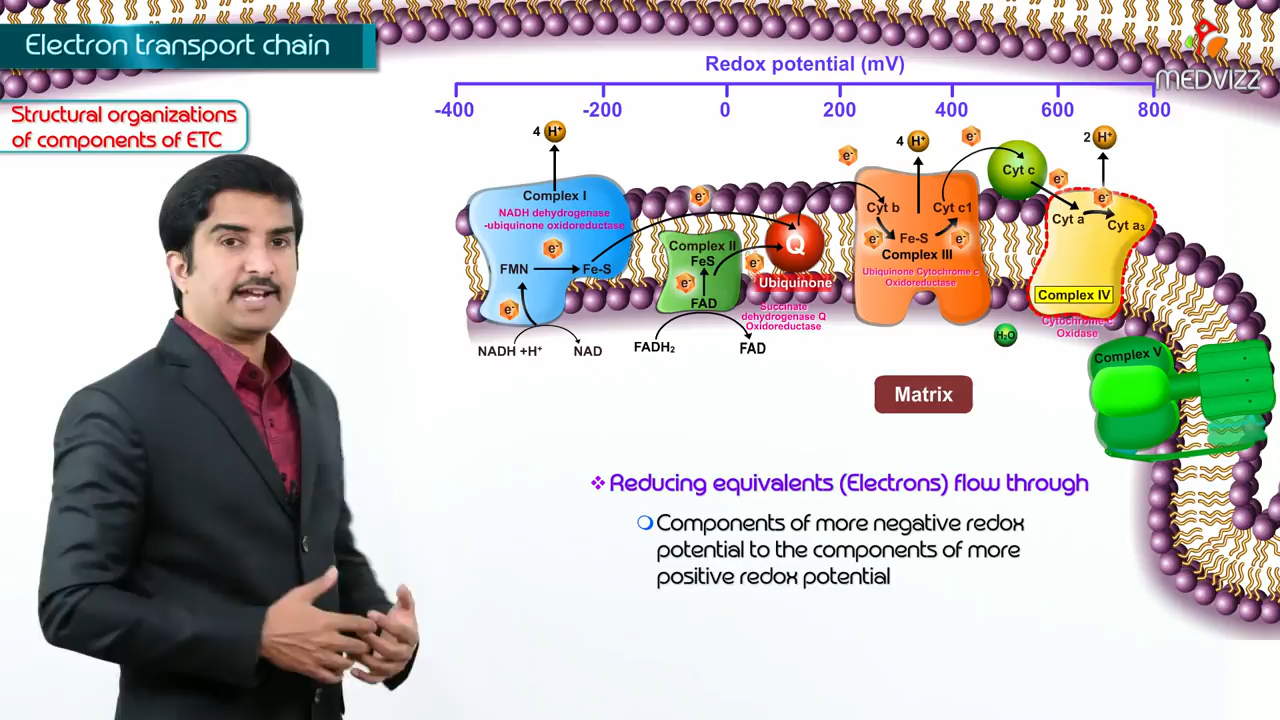 Electron transport chain
MEDVIZZ
Structural organizations
of components of ETC
Redox potential (mV)
-400 -200 0 200 400 600 800
4 H⁺
4 H⁺
2 H⁺
Complex I
NADH dehydrogenase
-ubiquinone oxidoreductase
e⁻
FMN
Fe-S
e⁻
NADH +H⁺
NAD
e⁻
Complex II
FeS
e⁻
FAD
FADH₂
FAD
e⁻
Q
Ubiquinone
Succinate
dehydrogenase Q
Oxidoreductase
e⁻
Cyt b
Cyt c1
e⁻
Fe-S
e⁻
Complex III
Ubiquinone Cytochrome c
Oxidoreductase
e⁻
Cyt c
e⁻
e⁻
Cyt a
Cyt a₃
Complex IV
Cytochrome c
Oxidase
H₂O
Complex V
Matrix
❖ Reducing equivalents (Electrons) flow through
Components of more negative redox
potential to the components of more
positive redox potential